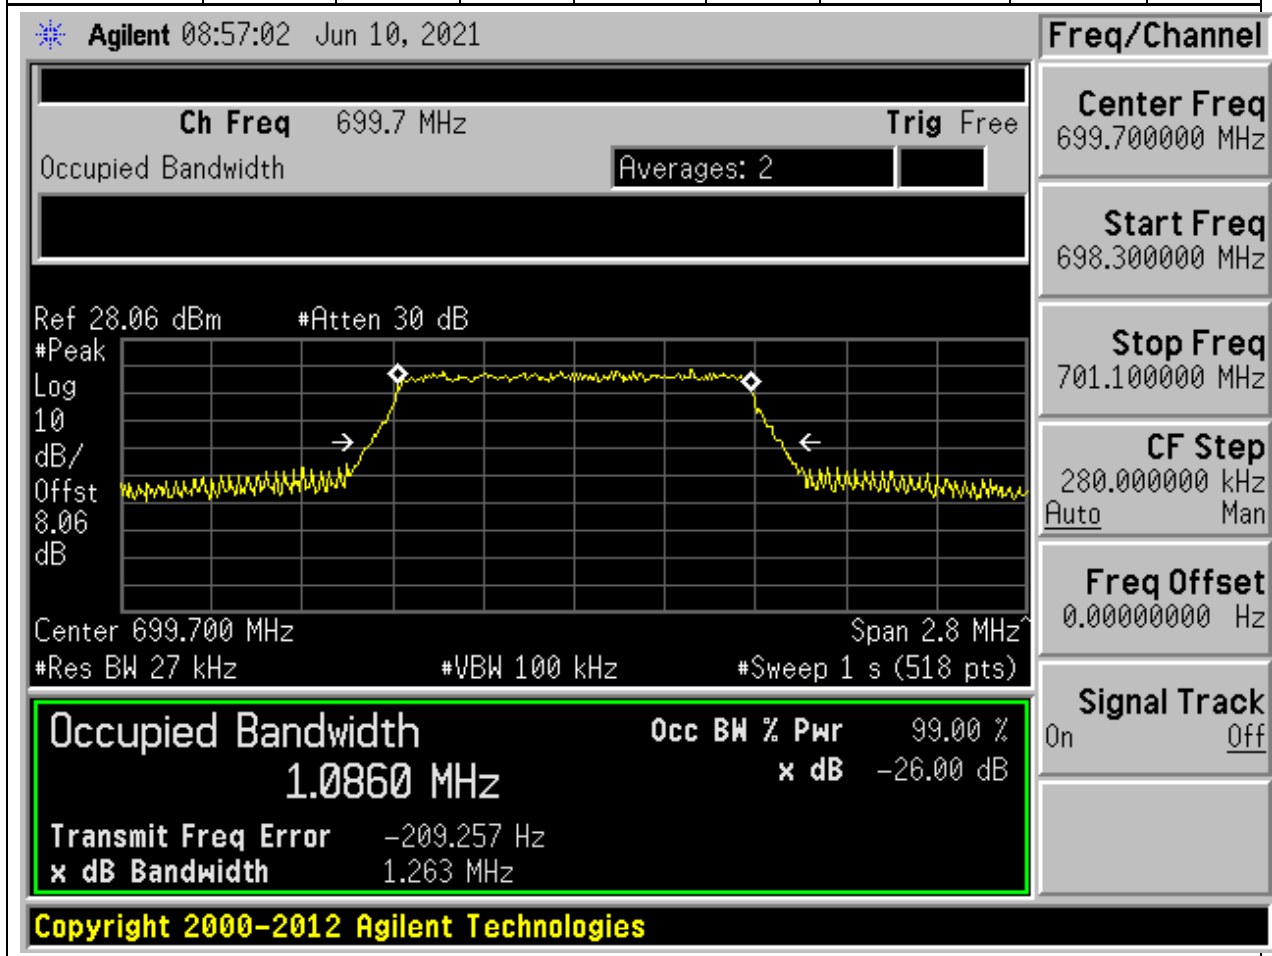 Agilent 08:57:02 Jun 10, 2021
Freq/Channel
Ch Freq 699.7 MHz Trig Free
Occupied Bandwidth Averages: 2
Ref 28.06 dBm #Atten 30 dB
#Peak
Log
10
dB/
Offst
8.06
dB
Center 699.700 MHz Span 2.8 MHz^
#Res BW 27 kHz #VBW 100 kHz #Sweep 1 s (518 pts)
Occupied Bandwidth Occ BW % Pwr 99.00 %
1.0860 MHz x dB -26.00 dB
Transmit Freq Error -209.257 Hz
x dB Bandwidth 1.263 MHz
Copyright 2000-2012 Agilent Technologies
Center Freq
699.700000 MHz
Start Freq
698.300000 MHz
Stop Freq
701.100000 MHz
CF Step
280.000000 kHz
Auto Man
Freq Offset
0.00000000 Hz
Signal Track
On Off